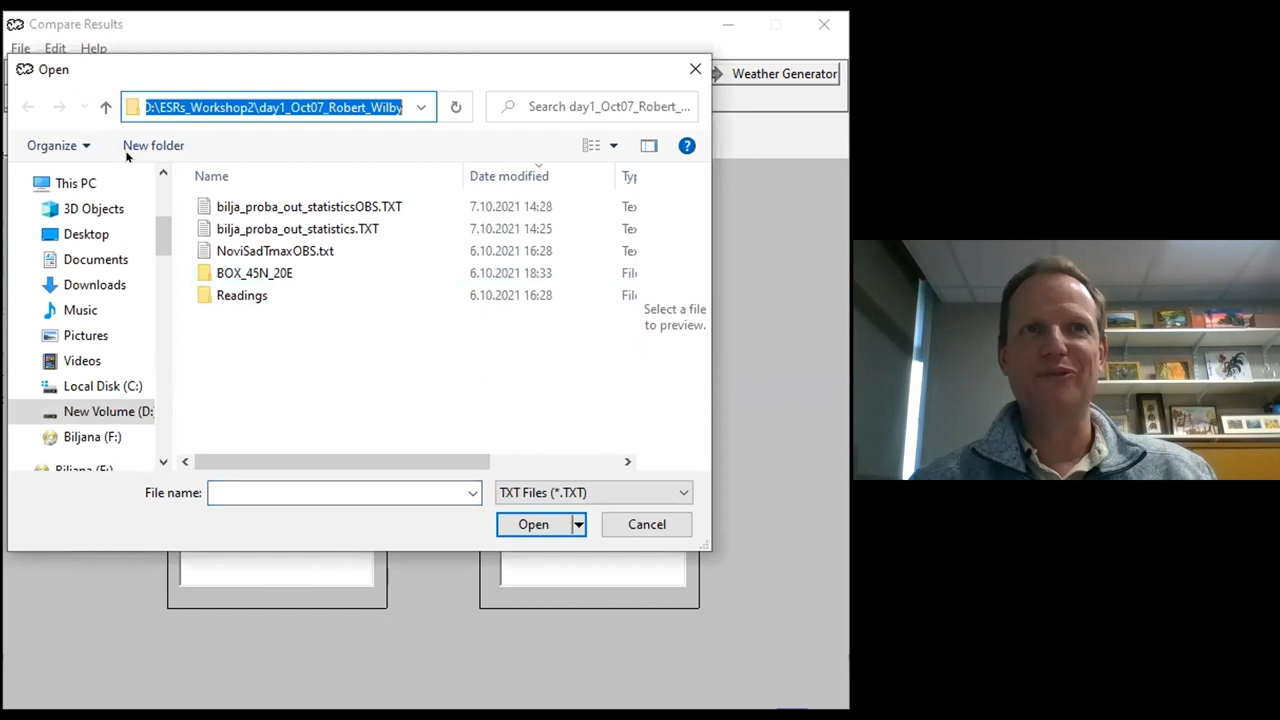 Compare Results
File Edit Help
Open
Weather Generator
D:\ESRs_Workshop2\day1_Oct07_Robert_Wilby
Search day1_Oct07_Robert_...
Organize
New folder
This PC
3D Objects
Desktop
Documents
Downloads
Music
Pictures
Videos
Local Disk (C:)
New Volume (D:
Biljana (F:)
Biljana (F:)
Name Date modified Tyj
bilja_proba_out_statisticsOBS.TXT 7.10.2021 14:28 Te
bilja_proba_out_statistics.TXT 7.10.2021 14:25 Te
NoviSadTmaxOBS.txt 6.10.2021 16:28 Te
BOX_45N_20E 6.10.2021 18:33 Fil
Readings 6.10.2021 16:28 Fil
Select a file
to preview.
File name:
TXT Files (*.TXT)
Open
Cancel